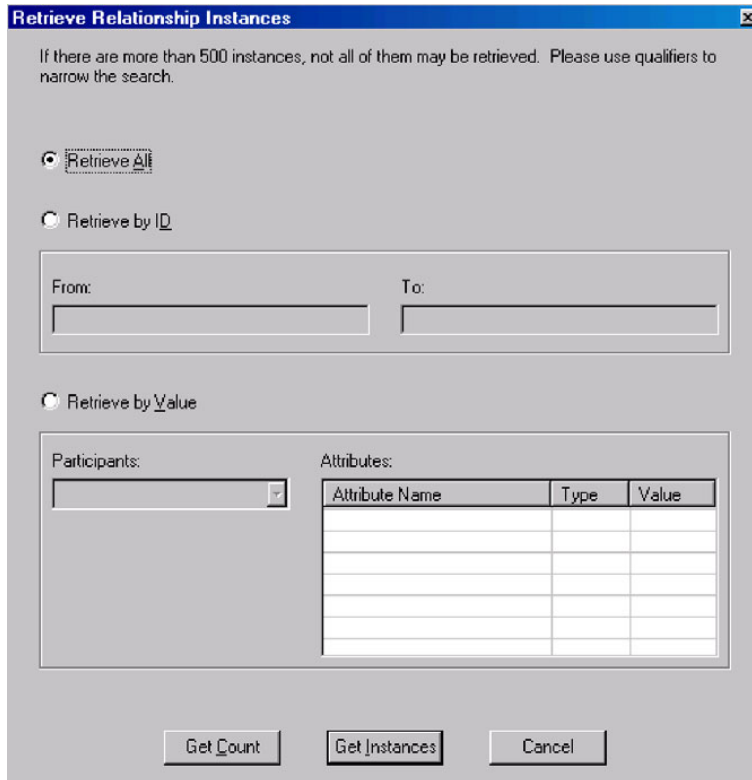 Retrieve Relationship Instances
If there are more than 500 instances, not all of them may be retrieved. Please use qualifiers to
narrow the search.
Retrieve All
Retrieve by ID
From:
To:
Retrieve by Value
Participants:
Attributes:
Attribute Name Type Value
Get Count Get Instances Cancel